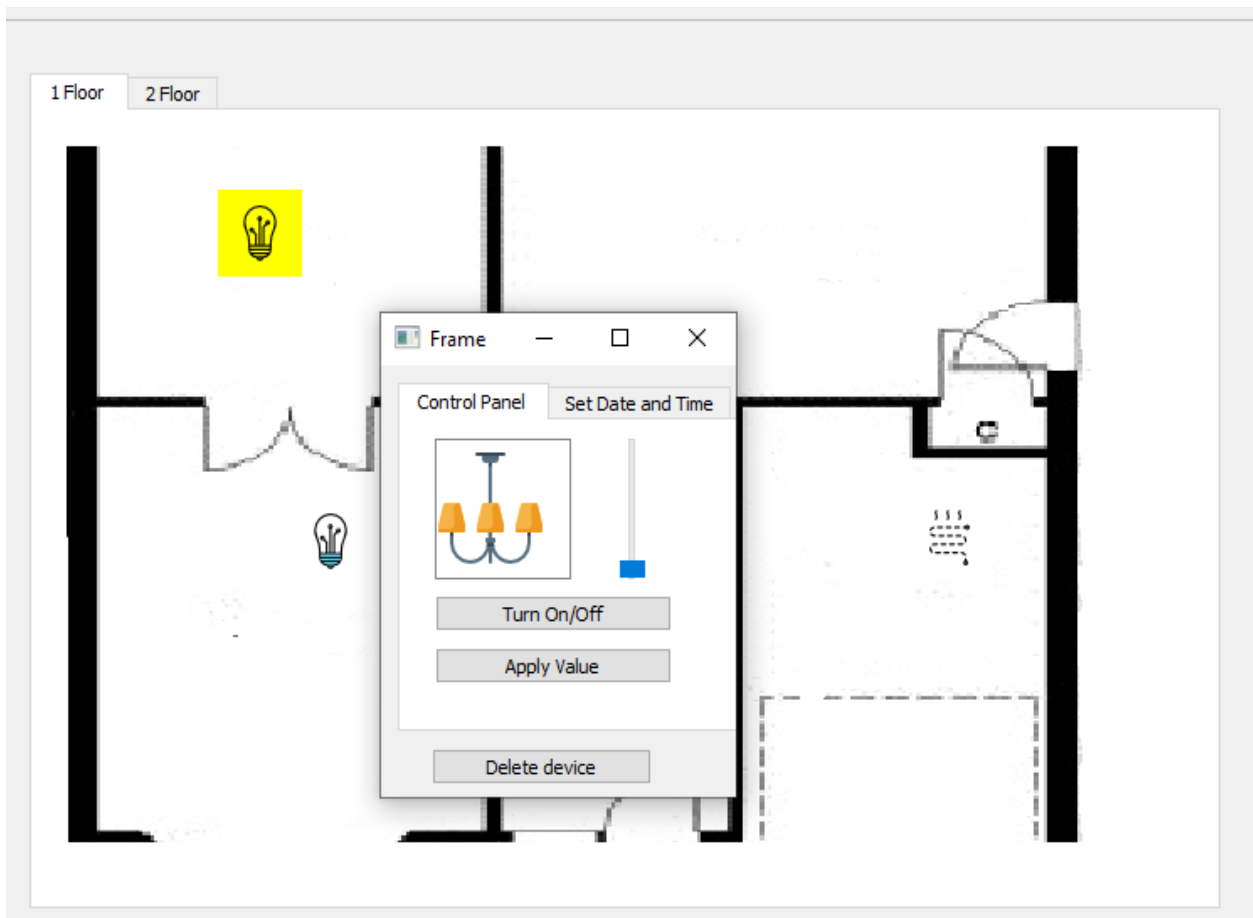 1 Floor
2 Floor
Frame
Control Panel
Set Date and Time
Turn On/Off
Apply Value
Delete device